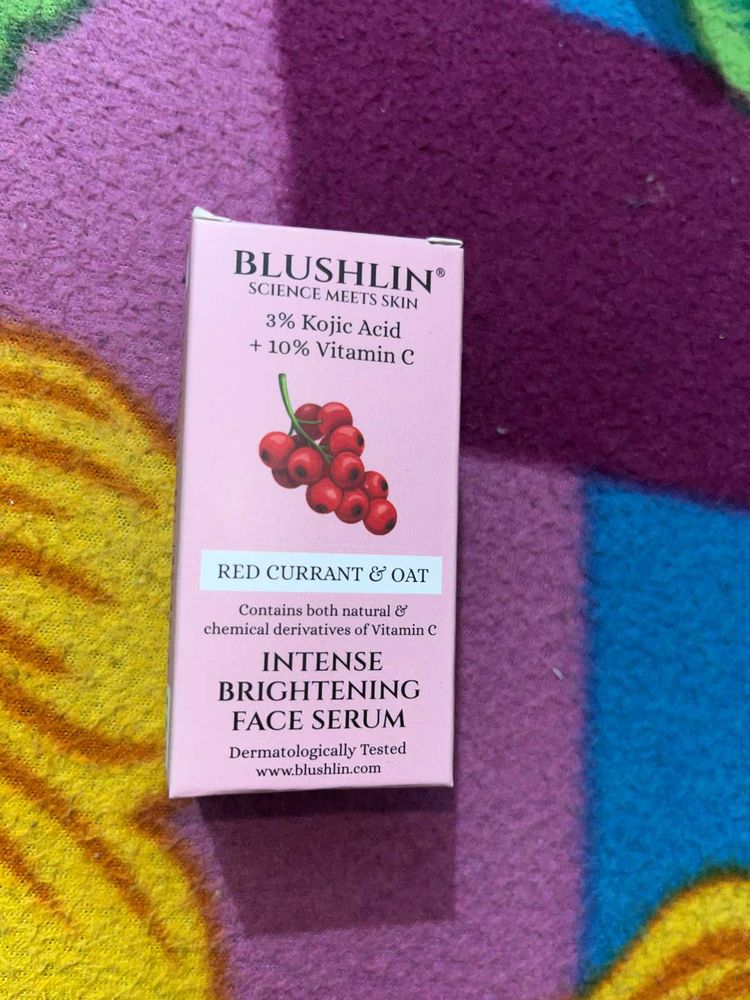 BLUSHLIN®
SCIENCE MEETS SKIN
3% Kojic Acid
+ 10% Vitamin C
RED CURRANT & OAT
Contains both natural &
chemical derivatives of Vitamin C
INTENSE
BRIGHTENING
FACE SERUM
Dermatologically Tested
www.blushlin.com